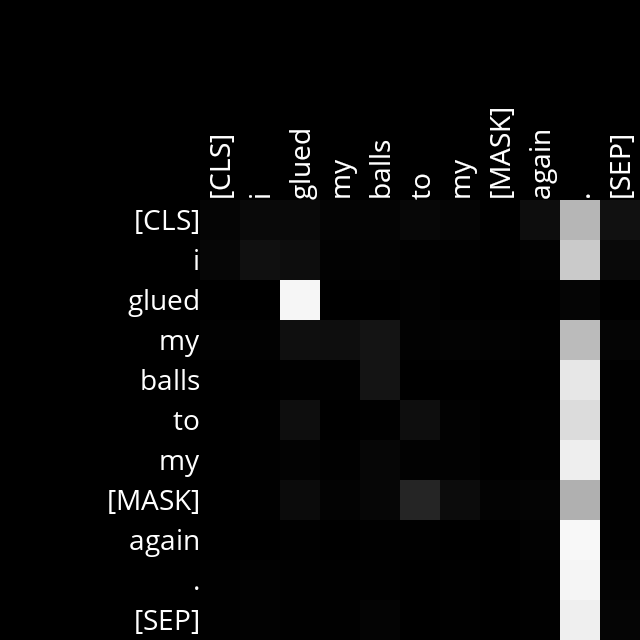 [CLS] i glued my balls to my [MASK] again . [SEP]
[CLS]
i
glued
my
balls
to
my
[MASK]
again
.
[SEP]